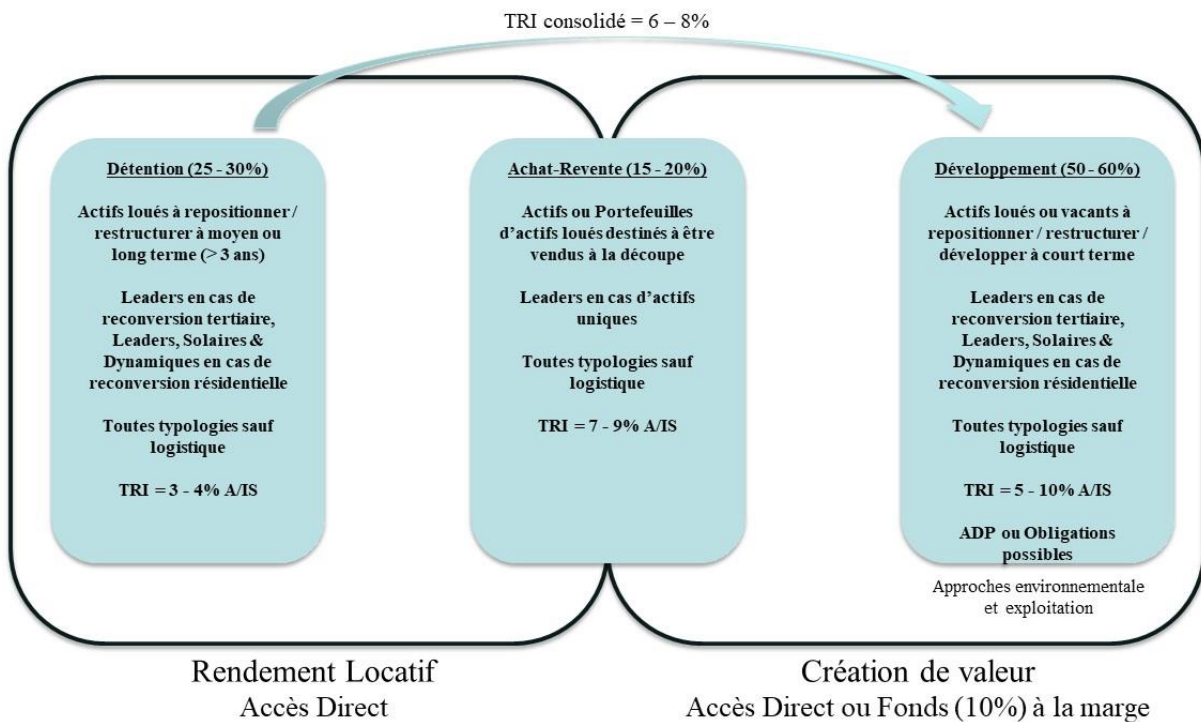 TRI consolidé = 6 – 8%
Détention (25 - 30%)
Actifs loués à repositionner /
restructurer à moyen ou
long terme (> 3 ans)
Leaders en cas de
reconversion tertiaire,
Leaders, Solaires &
Dynamiques en cas de
reconversion résidentielle
Toutes typologies sauf
logistique
TRI = 3 - 4% A/IS
Achat-Revente (15 - 20%)
Actifs ou Portefeuilles
d’actifs loués destinés à être
vendus à la découpe
Leaders en cas d’actifs
uniques
Toutes typologies sauf
logistique
TRI = 7 - 9% A/IS
Développement (50 - 60%)
Actifs loués ou vacants à
repositionner / restructurer /
développer à court terme
Leaders en cas de
reconversion tertiaire,
Leaders, Solaires &
Dynamiques en cas de
reconversion résidentielle
Toutes typologies sauf
logistique
TRI = 5 - 10% A/IS
ADP ou Obligations
possibles
Approches environnementale
et exploitation
Rendement Locatif
Accès Direct
Création de valeur
Accès Direct ou Fonds (10%) à la marge